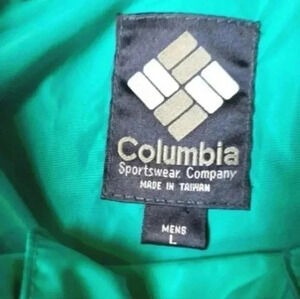 Columbia
Sportswear Company
MADE IN TAIWAN
MENS
L